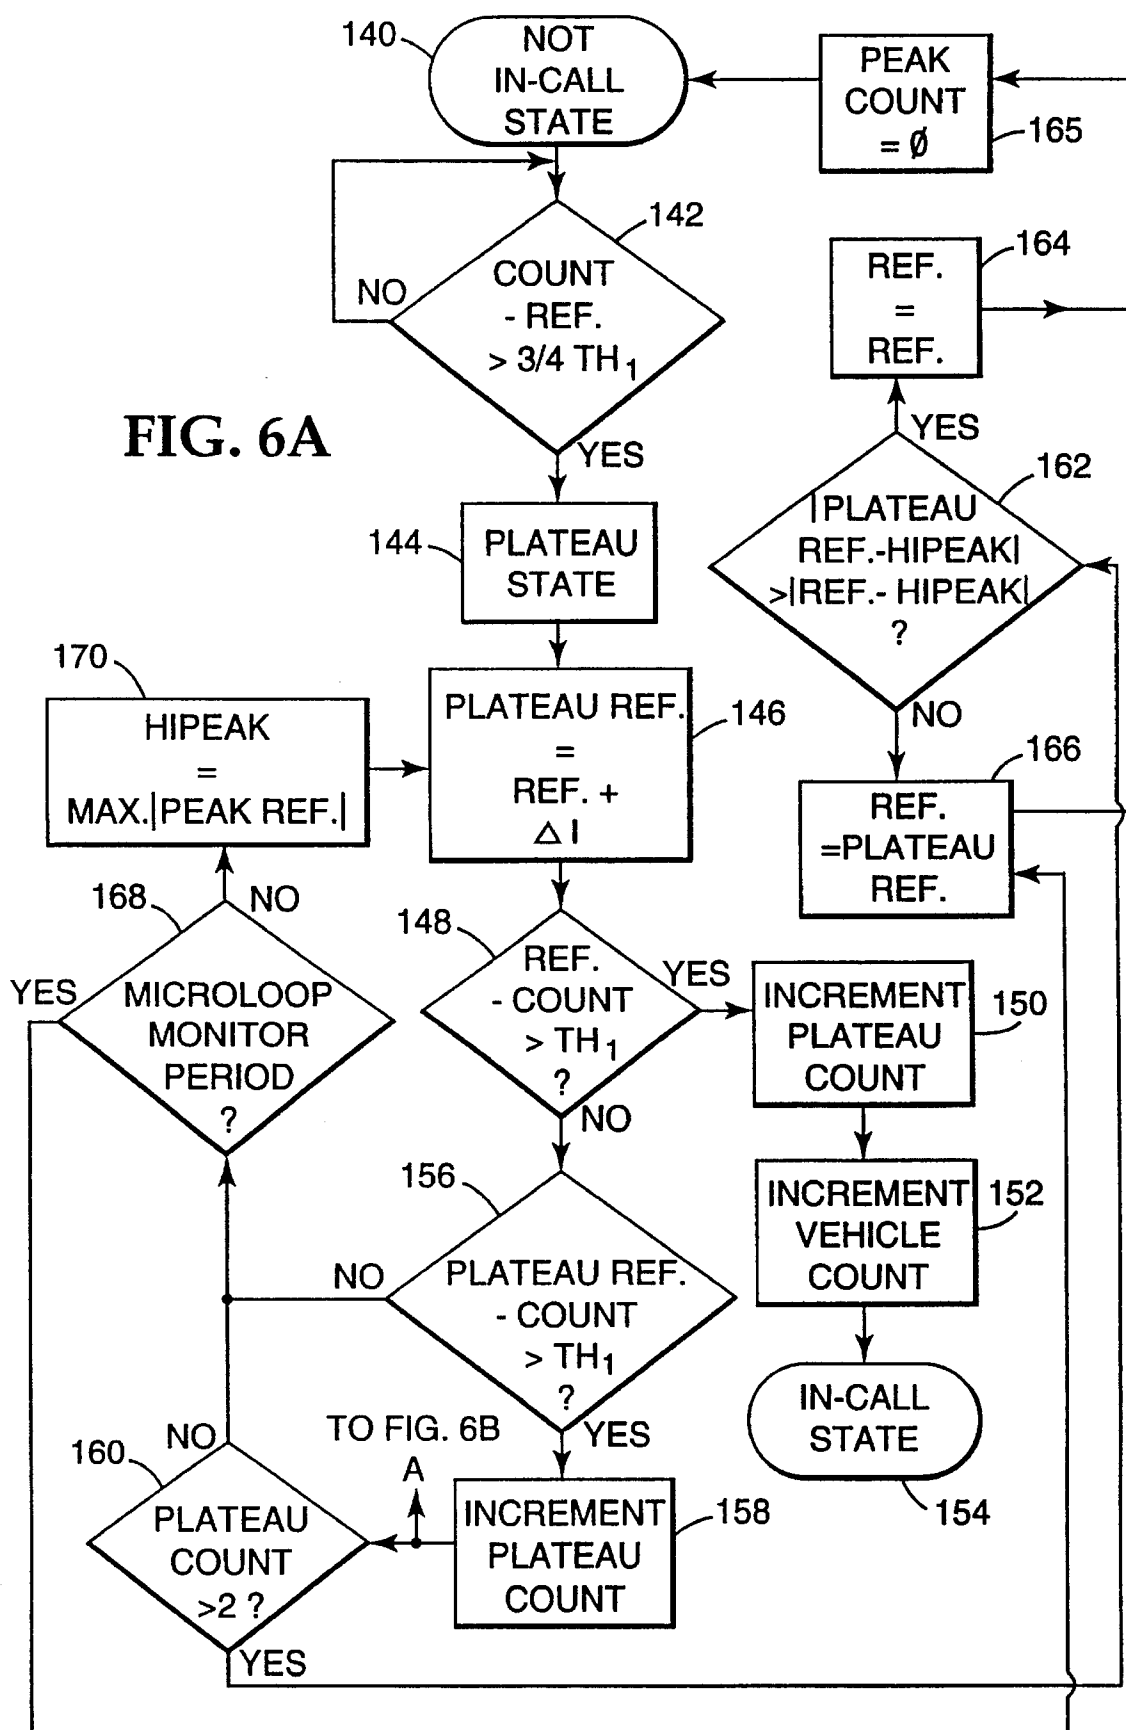 140
NOT
IN-CALL
STATE
PEAK
COUNT
= Ø
165
142
COUNT
- REF.
> 3/4 TH1
NO
YES
164
REF.
=
REF.
FIG. 6A
YES
162
|PLATEAU
REF.-HIPEAK|
>|REF.- HIPEAK|
?
NO
144
PLATEAU
STATE
170
HIPEAK
=
MAX.|PEAK REF.|
PLATEAU REF.
=
REF. +
△ I
146
166
REF.
=PLATEAU
REF.
168
NO
YES
MICROLOOP
MONITOR
PERIOD
?
148
REF.
- COUNT
> TH1
?
YES
NO
INCREMENT
PLATEAU
COUNT
150
INCREMENT
VEHICLE
COUNT
152
156
NO
PLATEAU REF.
- COUNT
> TH1
?
YES
IN-CALL
STATE
154
TO FIG. 6B
A
160
NO
PLATEAU
COUNT
>2 ?
YES
INCREMENT
PLATEAU
COUNT
158